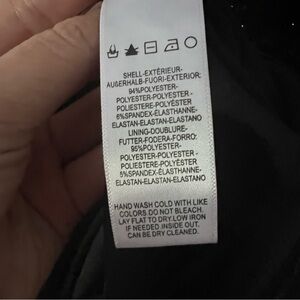 SHELL-EXTÉRIEUR-
AUßERHALB-FUORI-EXTERIOR:
94%POLYESTER-
POLYESTER-POLYESTER-
POLIESTERE-POLYÉSTER
6%SPANDEX-ÉLASTHANNE-
ELASTAN-ELASTAN-ELASTANO
LINING-DOUBLURE-
FUTTER-FODERA-FORRO:
95%POLYESTER-
POLYESTER-POLYESTER-
POLIESTERE-POLYÉSTER
5%SPANDEX-ÉLASTHANNE-
ELASTAN-ELASTAN-ELASTANO
HAND WASH COLD WITH LIKE
COLORS. DO NOT BLEACH.
LAY FLAT TO DRY.LOW IRON
IF NEEDED INSIDE OUT.
CAN BE DRY CLEANED.